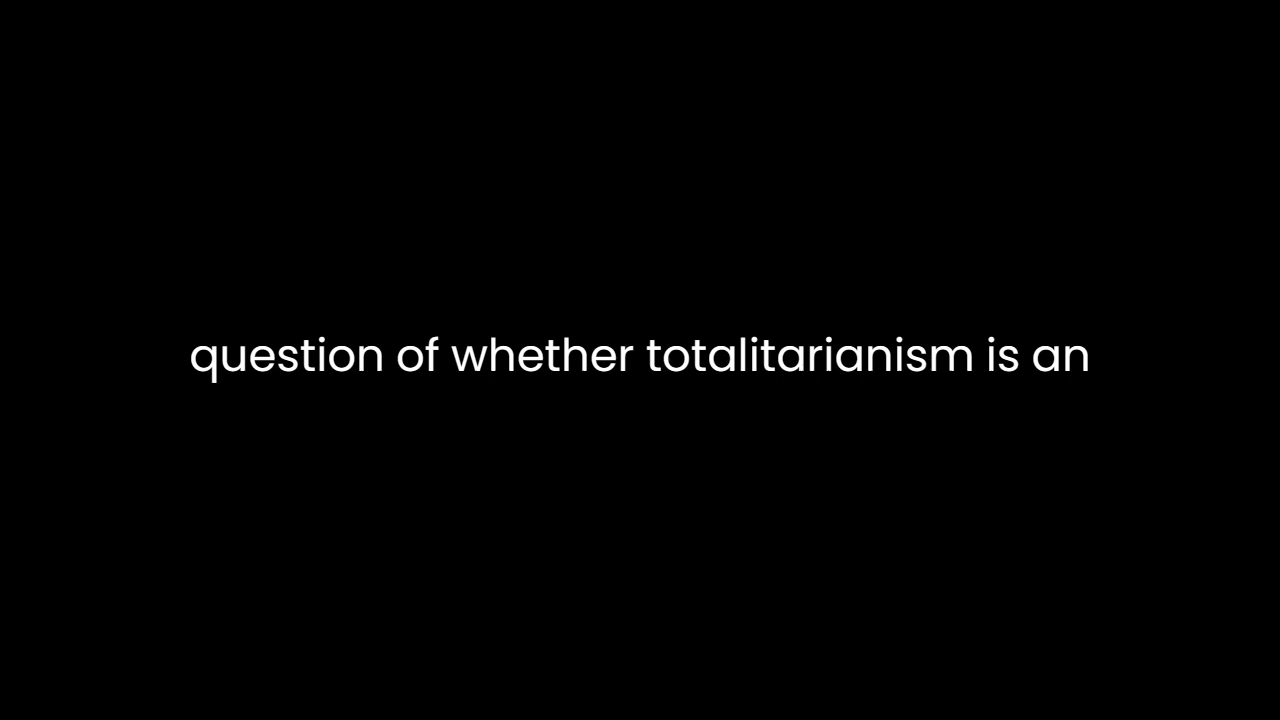 question of whether totalitarianism is an